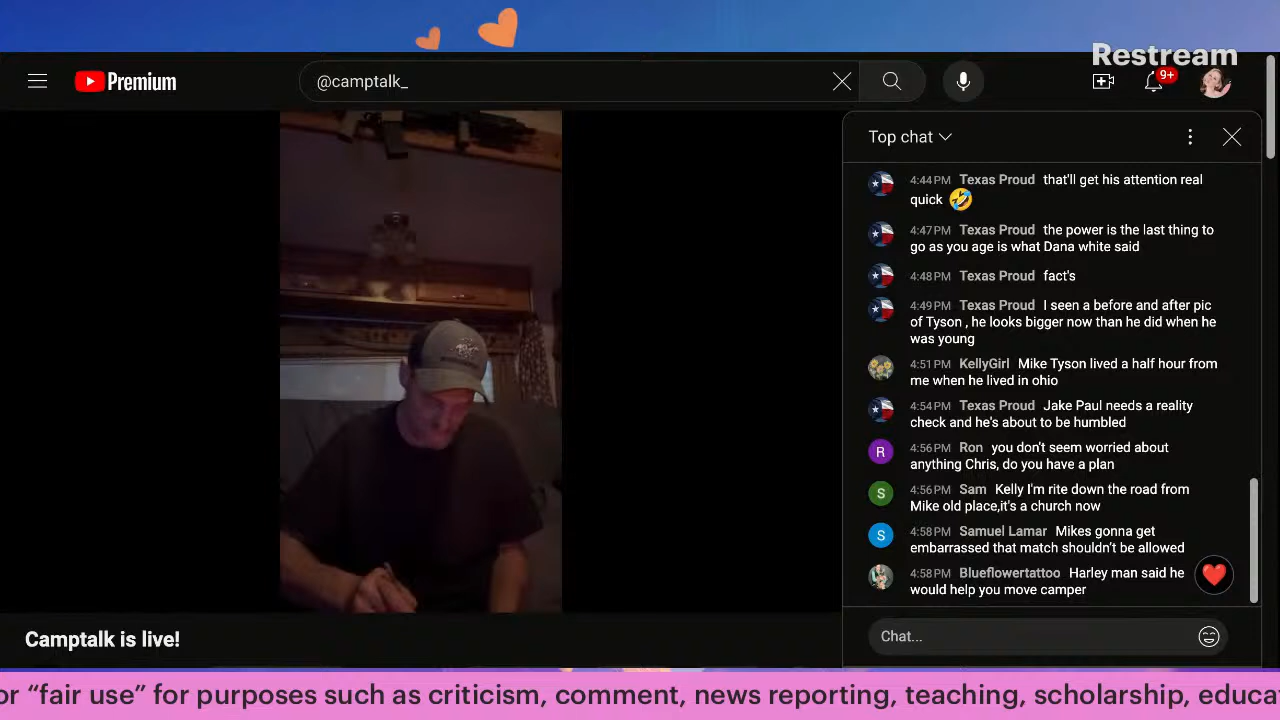 Restream
Premium
@camptalk_
9+
Top chat
4:44 PM Texas Proud that'll get his attention real
quick 🤣
4:47 PM Texas Proud the power is the last thing to
go as you age is what Dana white said
4:48 PM Texas Proud fact's
4:49 PM Texas Proud I seen a before and after pic
of Tyson , he looks bigger now than he did when he
was young
4:51 PM KellyGirl Mike Tyson lived a half hour from
me when he lived in ohio
4:54 PM Texas Proud Jake Paul needs a reality
check and he's about to be humbled
R 4:56 PM Ron you don't seem worried about
anything Chris, do you have a plan
S 4:56 PM Sam Kelly I'm rite down the road from
Mike old place,it's a church now
S 4:58 PM Samuel Lamar Mikes gonna get
embarrassed that match shouldn't be allowed
4:58 PM Blueflowertattoo Harley man said he
would help you move camper
Chat...
Camptalk is live!
or “fair use” for purposes such as criticism, comment, news reporting, teaching, scholarship, educa